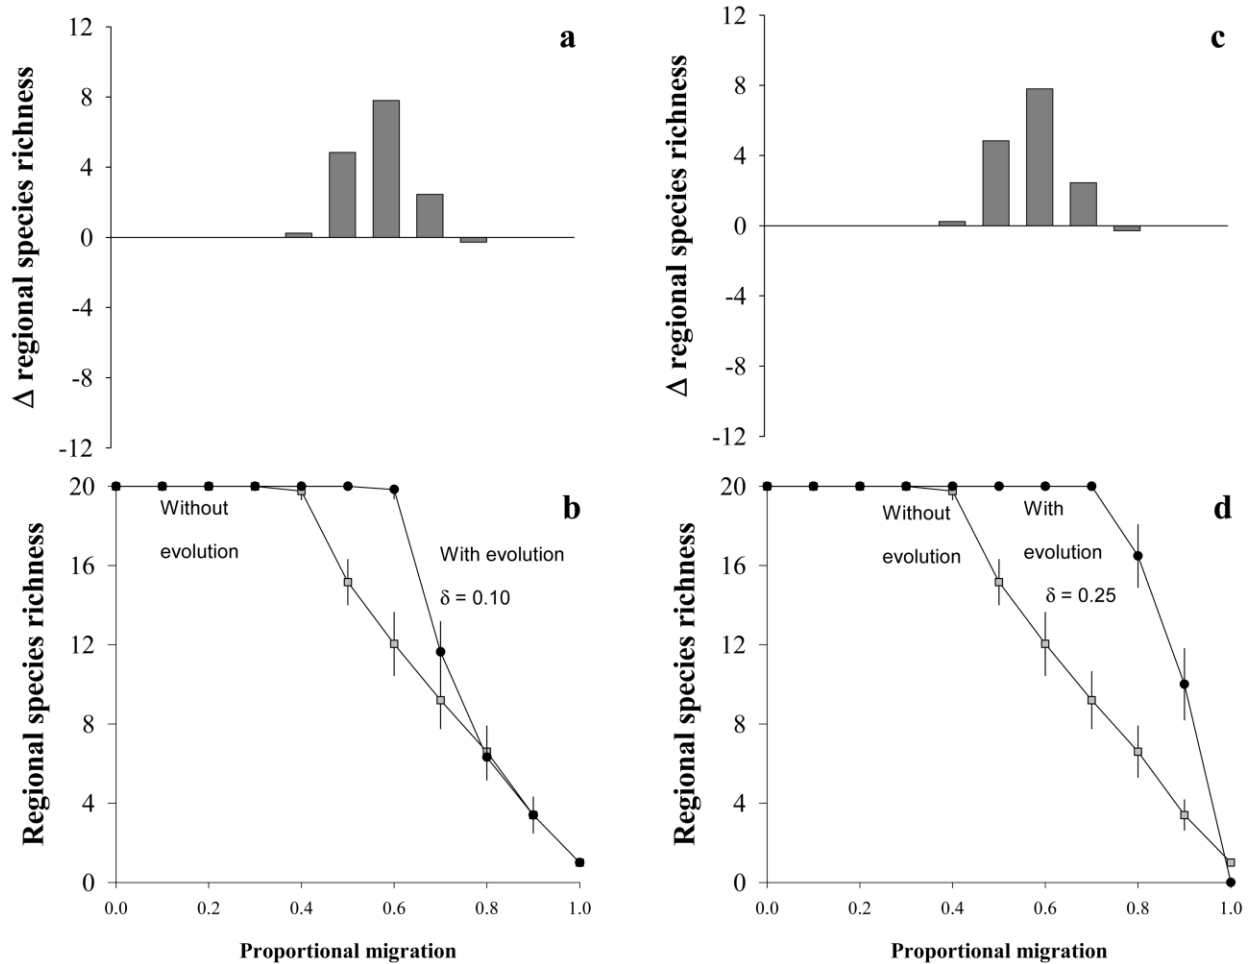 a
12
8
4
0
-4
-8
-12
Δ regional species richness
c
12
8
4
0
-4
-8
-12
Δ regional species richness
b
20
16
12
8
4
0
Regional species richness
Without
evolution
With evolution
δ = 0.10
0.0 0.2 0.4 0.6 0.8 1.0
Proportional migration
d
20
16
12
8
4
0
Regional species richness
Without
evolution
With
evolution
δ = 0.25
0.0 0.2 0.4 0.6 0.8 1.0
Proportional migration